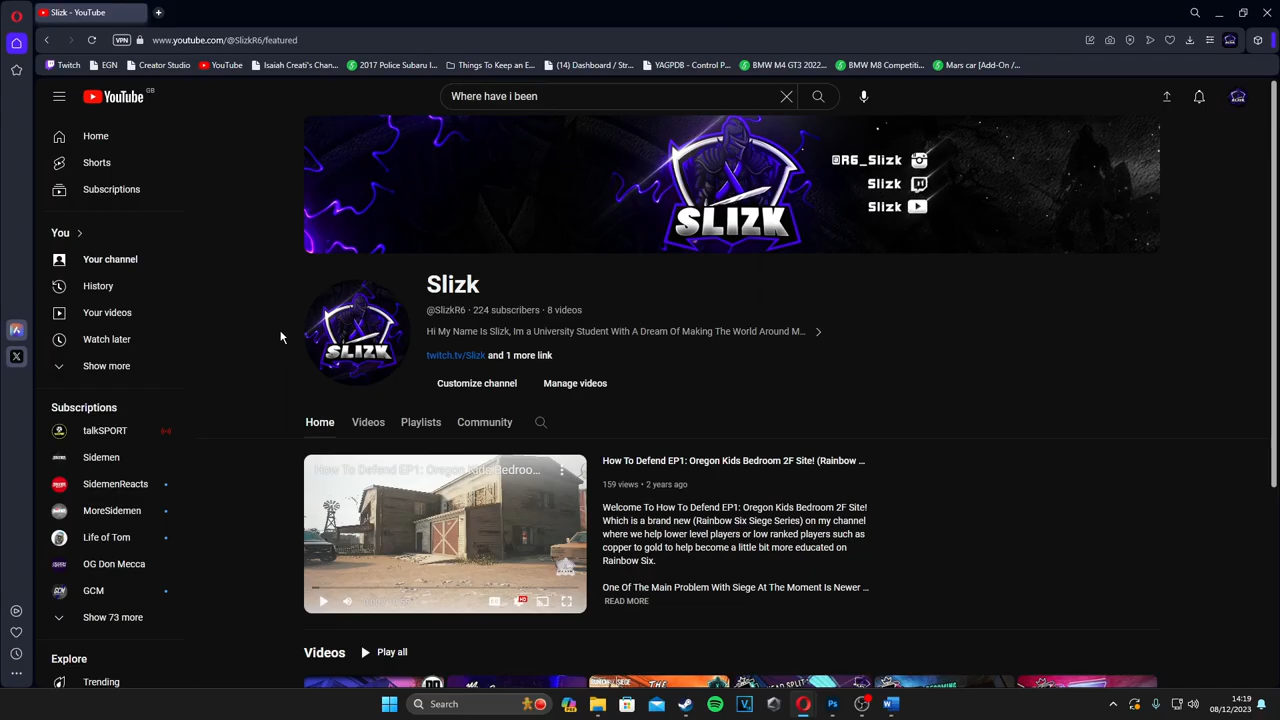 Slizk - YouTube
VPN
www.youtube.com/@SlizkR6/featured
Twitch
EGN
Creator Studio
YouTube
Isaiah Creati's Chan...
2017 Police Subaru I...
Things To Keep an E...
(14) Dashboard / Str...
YAGPDB - Control P...
BMW M4 GT3 2022...
BMW M8 Competiti...
Mars car [Add-On /...
YouTube GB
Where have i been
Home
Shorts
Subscriptions
You
Your channel
History
Your videos
Watch later
Show more
Subscriptions
talkSPORT
Sidemen
SidemenReacts
MoreSidemen
Life of Tom
OG Don Mecca
GCM
Show 73 more
Explore
Trending
SLIZK
@R6_Slizk
Slizk
Slizk
SLIZK
Slizk
@SlizkR6 · 224 subscribers · 8 videos
Hi My Name Is Slizk, Im a University Student With A Dream Of Making The World Around M...
twitch.tv/Slizk and 1 more link
Customize channel
Manage videos
Home
Videos
Playlists
Community
How To Defend EP1: Oregon Kids Bedroo...
HD
How To Defend EP1: Oregon Kids Bedroom 2F Site! (Rainbow ...
159 views • 2 years ago
Welcome To How To Defend EP1: Oregon Kids Bedroom 2F Site!
Which is a brand new (Rainbow Six SIege Series) on my channel
where we help lower level players or low ranked players such as
copper to gold to help become a little bit more educated on
Rainbow Six.
One Of The Main Problem With Siege At The Moment Is Newer ...
READ MORE
Videos
Play all
Search
14:19
08/12/2023